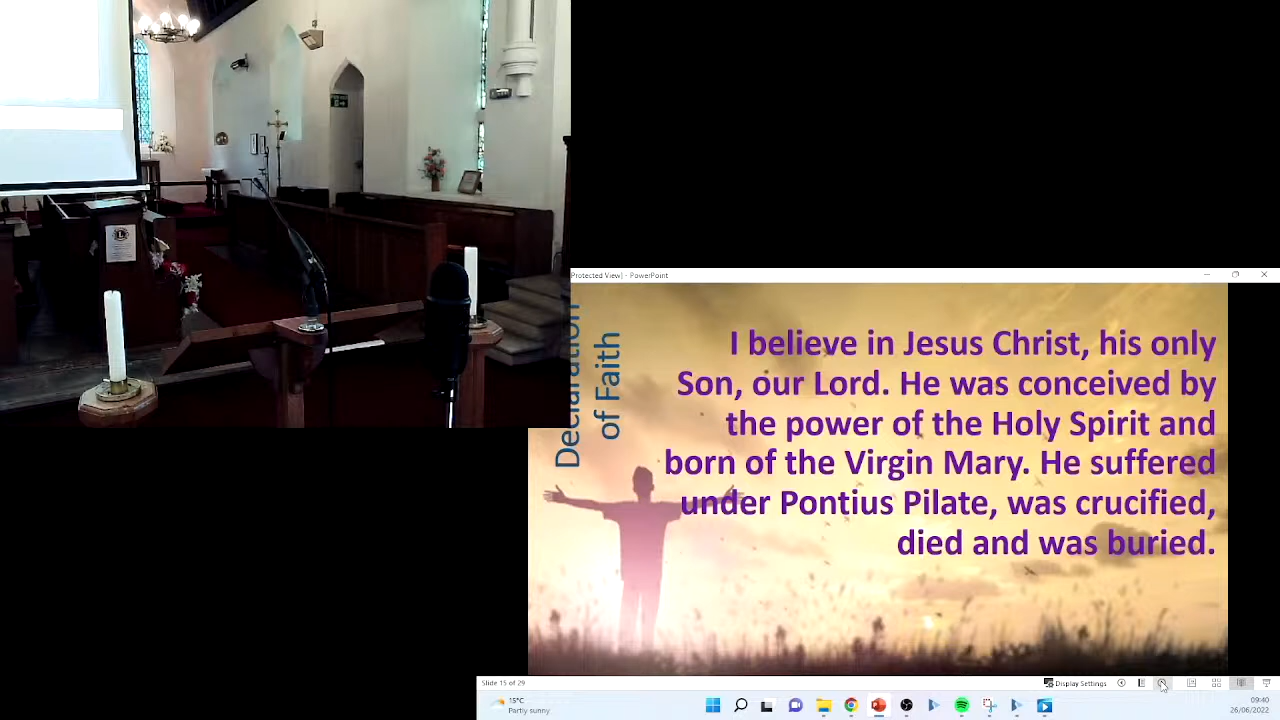 Protected View] - PowerPoint
Declaration
of Faith
I believe in Jesus Christ, his only
Son, our Lord. He was conceived by
the power of the Holy Spirit and
born of the Virgin Mary. He suffered
under Pontius Pilate, was crucified,
died and was buried.
Slide 15 of 29
Display Settings
15°C
Partly sunny
09:40
26/06/2022